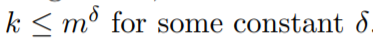 k ≤ m^δ for some constant δ.